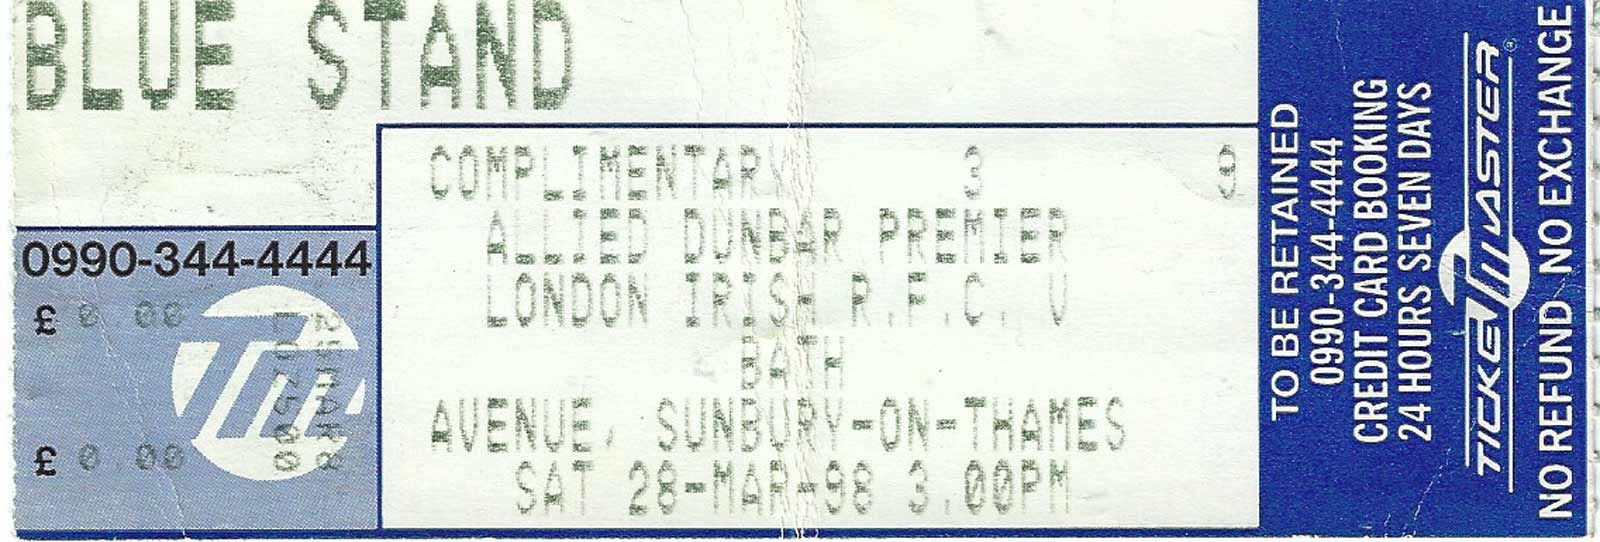 BLUE STAND
0990-344-4444
£ 0.00
£ 0.00
COMPLIMENTARY 3 9
ALLIED DUNBAR PREMIER
LONDON IRISH R.F.C. V
BATH
AVENUE, SUNBURY-ON-THAMES
SAT 28-MAR-98 3.00PM
TO BE RETAINED
0990-344-4444
CREDIT CARD BOOKING
24 HOURS SEVEN DAYS
TICKETMASTER®
NO REFUND NO EXCHANGE